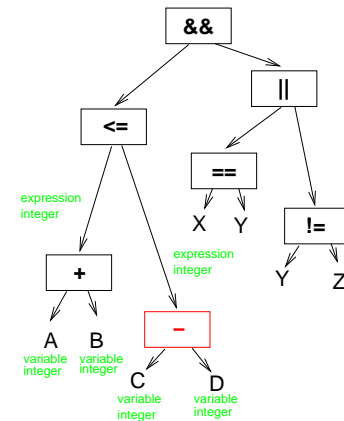 &&
||
<=
==
expression
integer
X Y
!=
expression
integer
+
Y Z
−
A B
variable
integer
variable
integer
C D
variable
integer
variable
integer